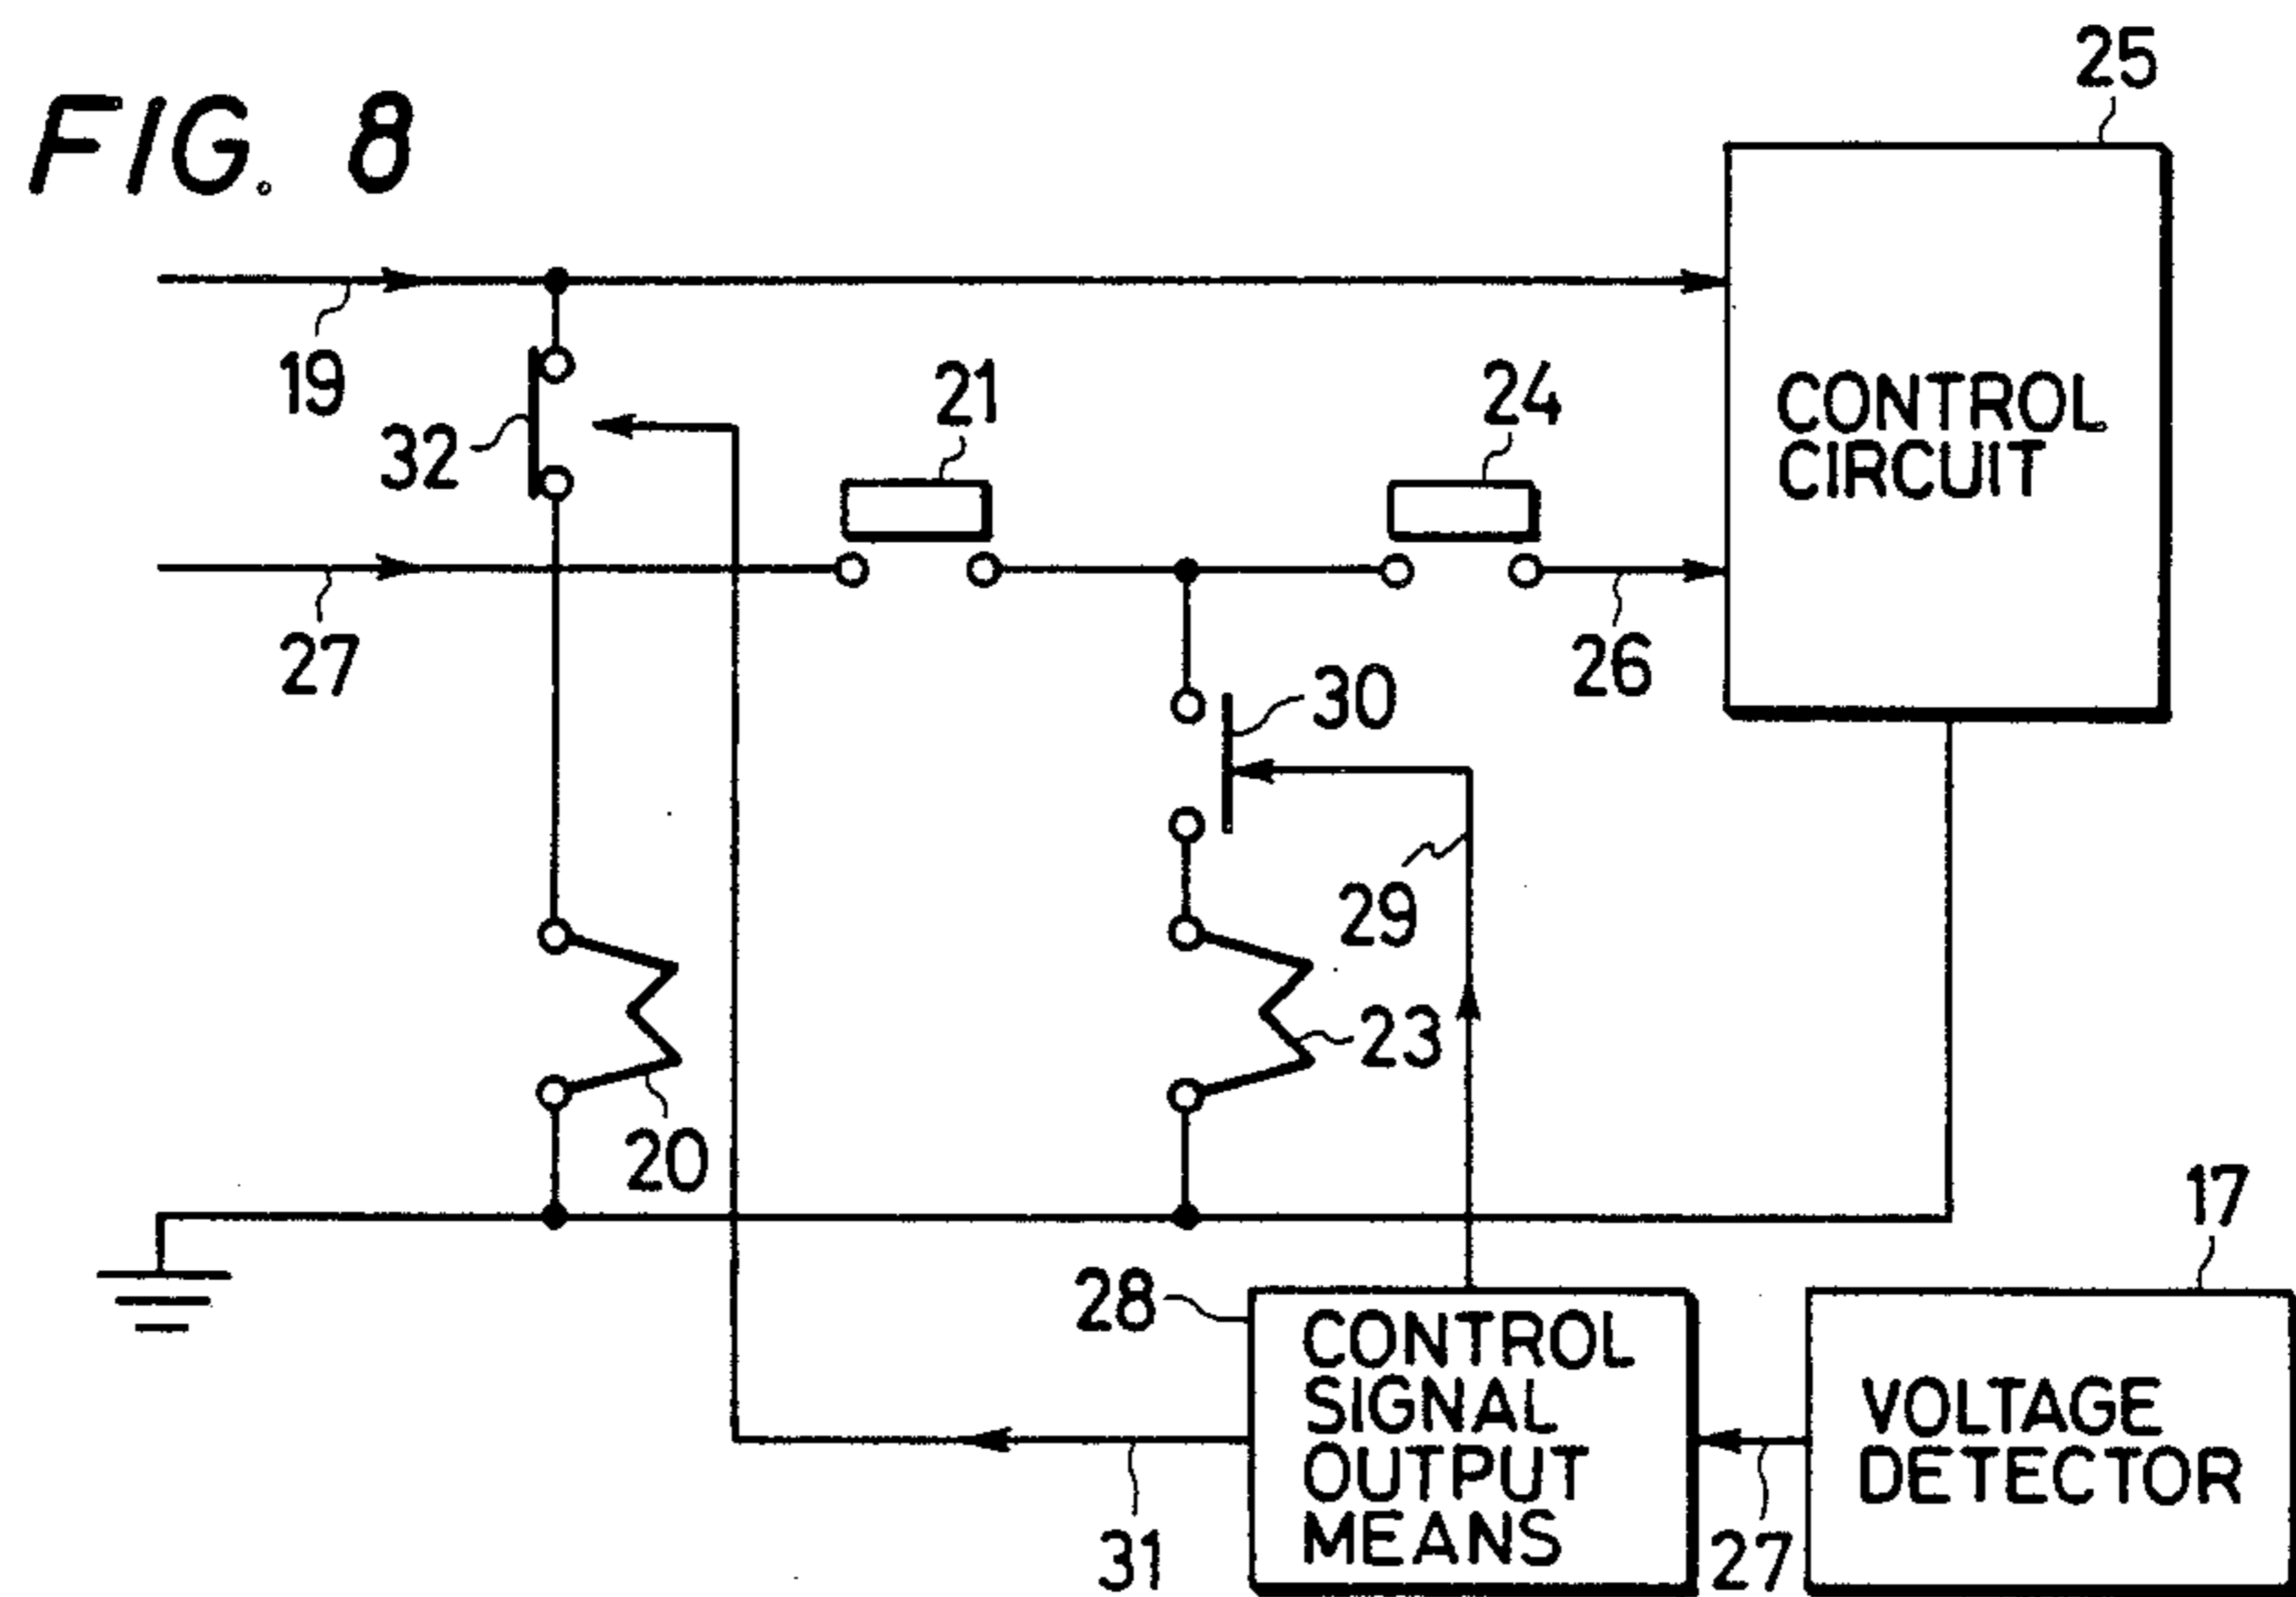 FIG. 8
25
19
32
21
24
CONTROL
CIRCUIT
27
26
30
29
23
20
17
28
CONTROL
SIGNAL
OUTPUT
MEANS
VOLTAGE
DETECTOR
31
27